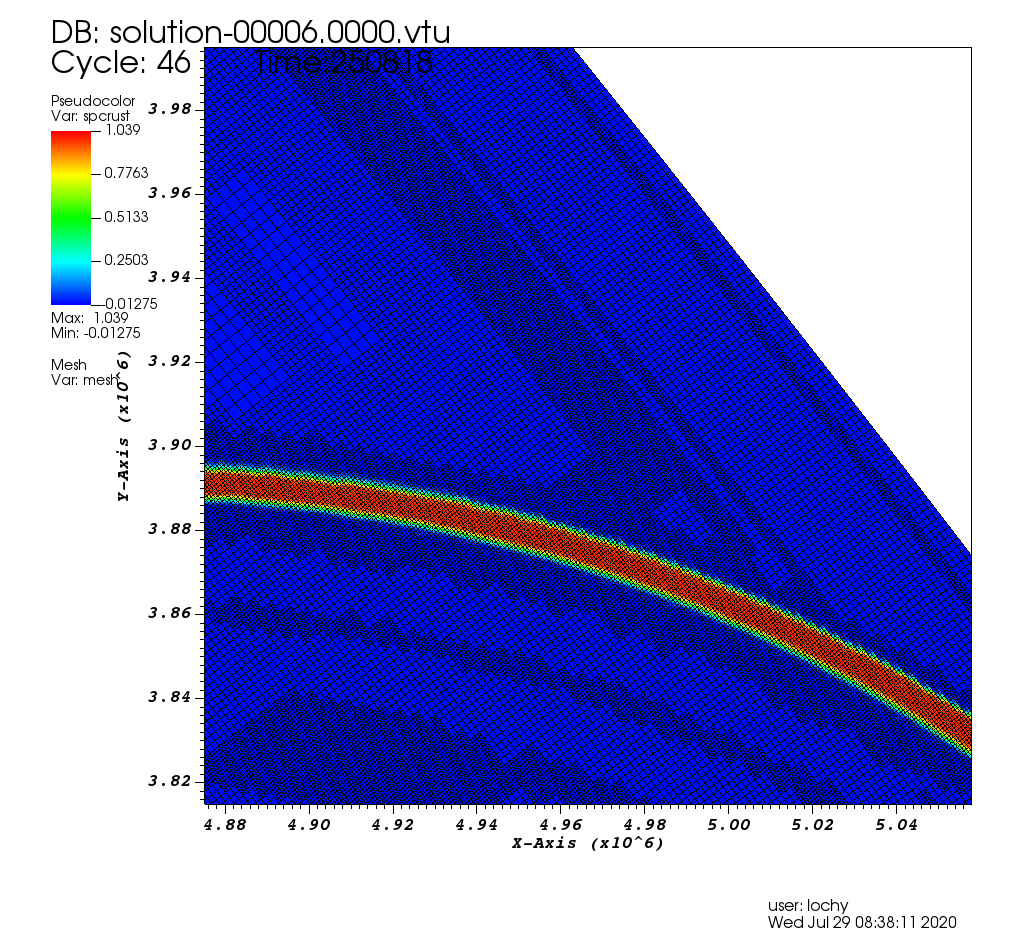 DB: solution-00006.0000.vtu
Cycle: 46 Time:250818
Pseudocolor
Var: spcrust
1.039
0.7763
0.5133
0.2503
-0.01275
Max: 1.039
Min: -0.01275
Mesh
Var: mesh
Y-Axis (x10^6)
3.98
3.96
3.94
3.92
3.90
3.88
3.86
3.84
3.82
4.88 4.90 4.92 4.94 4.96 4.98 5.00 5.02 5.04
X-Axis (x10^6)
user: lochy
Wed Jul 29 08:38:11 2020